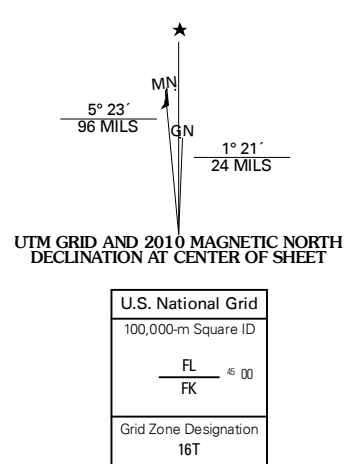 ★
MN
5° 23´
96 MILS
GN
1° 21´
24 MILS
UTM GRID AND 2010 MAGNETIC NORTH
DECLINATION AT CENTER OF SHEET
U.S. National Grid
100,000-m Square ID
FL
45 00
FK
Grid Zone Designation
16T